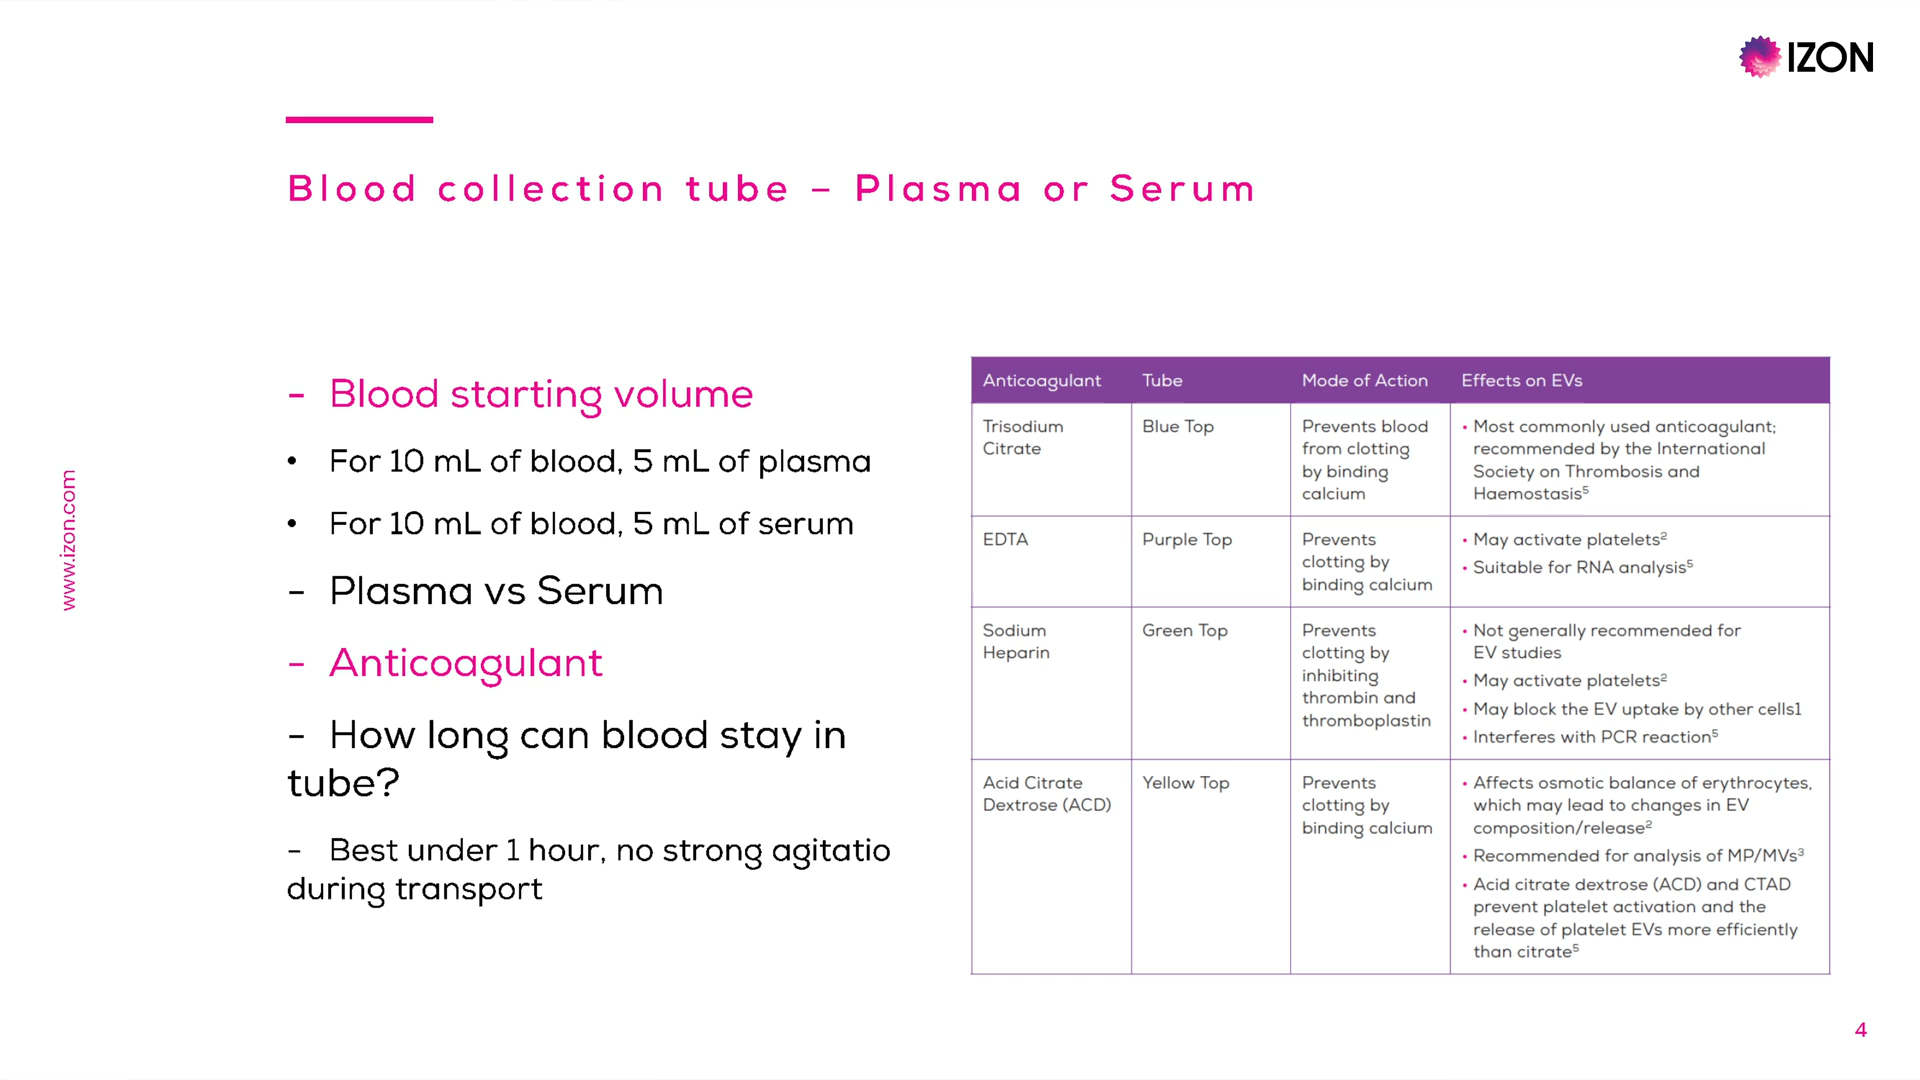 IZON
Blood collection tube – Plasma or Serum
www.izon.com
- Blood starting volume
• For 10 mL of blood, 5 mL of plasma
• For 10 mL of blood, 5 mL of serum
- Plasma vs Serum
- Anticoagulant
- How long can blood stay in
tube?
- Best under 1 hour, no strong agitatio
during transport
Anticoagulant Tube Mode of Action Effects on EVs
Trisodium
Citrate
Blue Top
Prevents blood
from clotting
by binding
calcium
• Most commonly used anticoagulant;
recommended by the International
Society on Thrombosis and
Haemostasis⁵
EDTA
Purple Top
Prevents
clotting by
binding calcium
• May activate platelets²
• Suitable for RNA analysis⁵
Sodium
Heparin
Green Top
Prevents
clotting by
inhibiting
thrombin and
thromboplastin
• Not generally recommended for
EV studies
• May activate platelets²
• May block the EV uptake by other cells1
• Interferes with PCR reaction⁵
Acid Citrate
Dextrose (ACD)
Yellow Top
Prevents
clotting by
binding calcium
• Affects osmotic balance of erythrocytes,
which may lead to changes in EV
composition/release²
• Recommended for analysis of MP/MVs³
• Acid citrate dextrose (ACD) and CTAD
prevent platelet activation and the
release of platelet EVs more efficiently
than citrate⁵
4